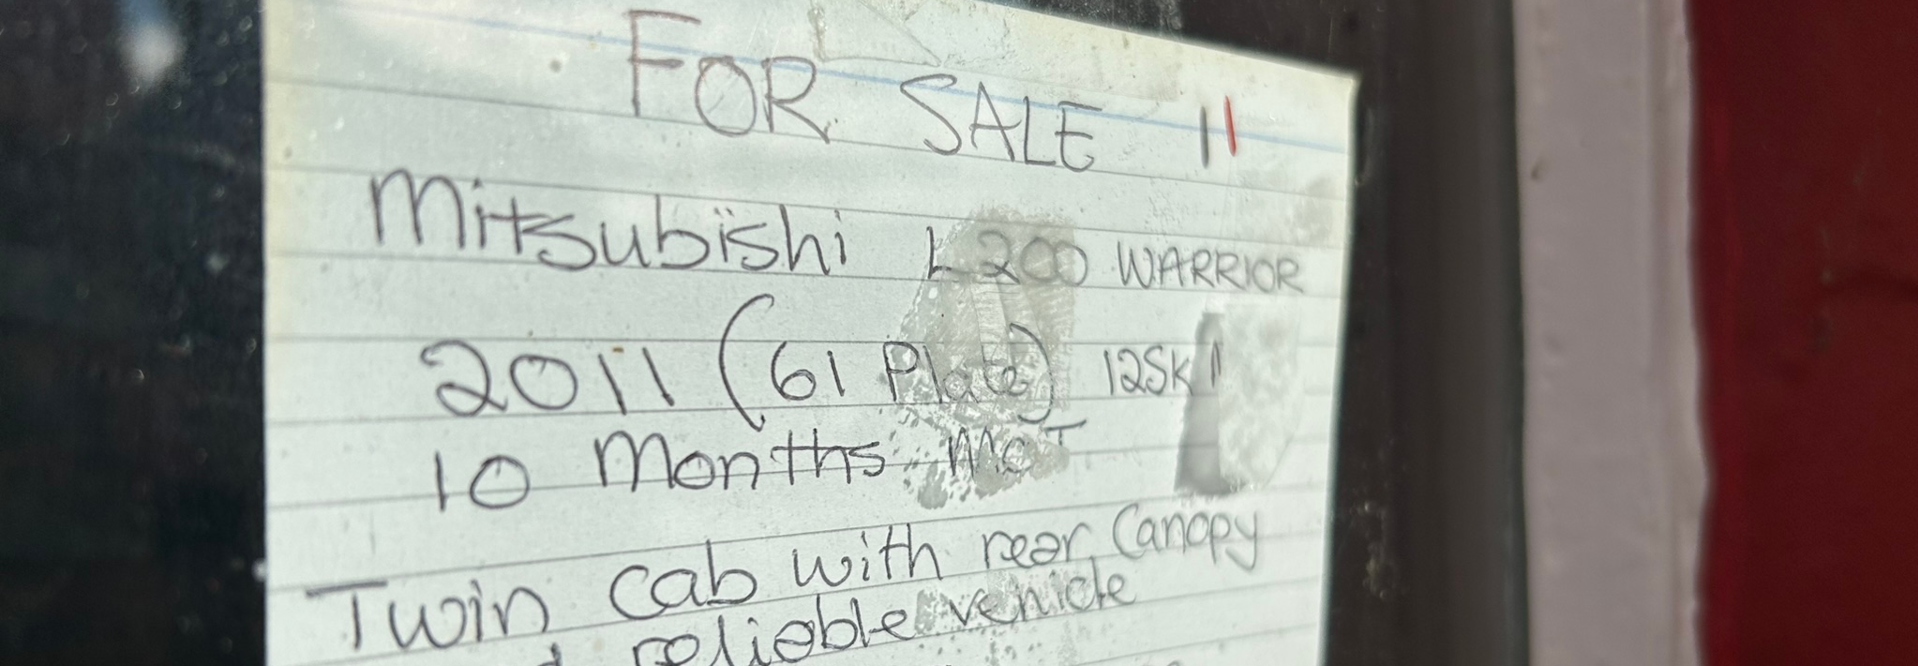 FOR SALE !!
Mitsubishi L200 WARRIOR
2011 (61 Plate) 125K
10 Months MOT
Twin cab with rear Canopy
reliable vehicle